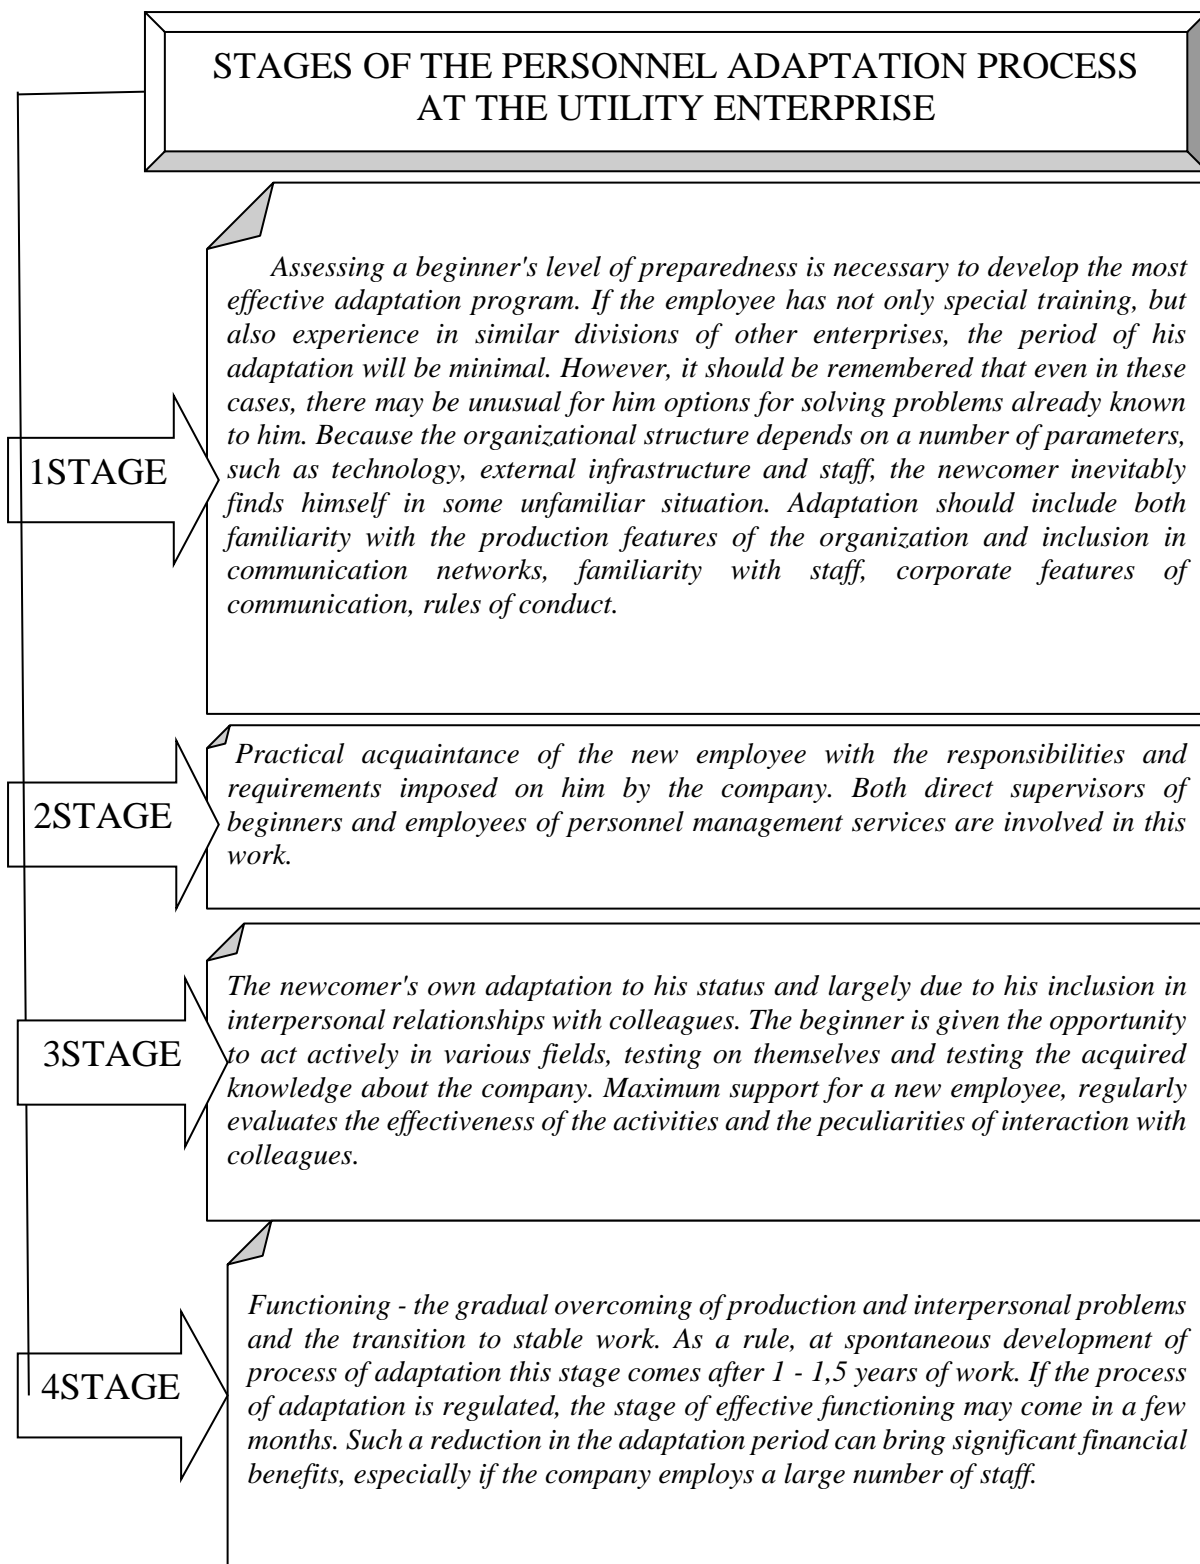 STAGES OF THE PERSONNEL ADAPTATION PROCESS
AT THE UTILITY ENTERPRISE
1STAGE
Assessing a beginner's level of preparedness is necessary to develop the most
effective adaptation program. If the employee has not only special training, but
also experience in similar divisions of other enterprises, the period of his
adaptation will be minimal. However, it should be remembered that even in these
cases, there may be unusual for him options for solving problems already known
to him. Because the organizational structure depends on a number of parameters,
such as technology, external infrastructure and staff, the newcomer inevitably
finds himself in some unfamiliar situation. Adaptation should include both
familiarity with the production features of the organization and inclusion in
communication networks, familiarity with staff, corporate features of
communication, rules of conduct.
2STAGE
Practical acquaintance of the new employee with the responsibilities and
requirements imposed on him by the company. Both direct supervisors of
beginners and employees of personnel management services are involved in this
work.
3STAGE
The newcomer's own adaptation to his status and largely due to his inclusion in
interpersonal relationships with colleagues. The beginner is given the opportunity
to act actively in various fields, testing on themselves and testing the acquired
knowledge about the company. Maximum support for a new employee, regularly
evaluates the effectiveness of the activities and the peculiarities of interaction with
colleagues.
4STAGE
Functioning - the gradual overcoming of production and interpersonal problems
and the transition to stable work. As a rule, at spontaneous development of
process of adaptation this stage comes after 1 - 1,5 years of work. If the process
of adaptation is regulated, the stage of effective functioning may come in a few
months. Such a reduction in the adaptation period can bring significant financial
benefits, especially if the company employs a large number of staff.